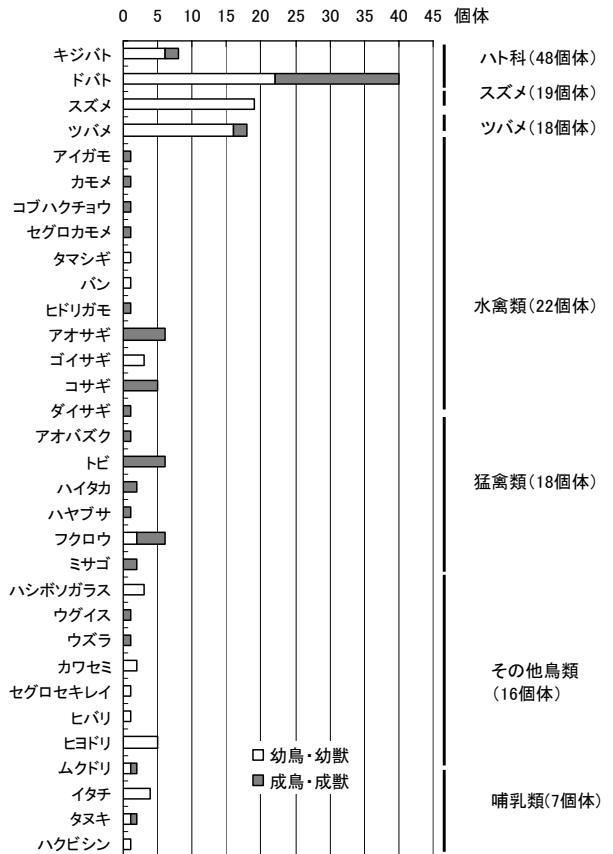 0 5 10 15 20 25 30 35 40 45 個体
キジバト
ドバト
スズメ
ツバメ
アイガモ
カモメ
コブハクチョウ
セグロカモメ
タマシギ
バン
ヒドリガモ
アオサギ
ゴイサギ
コサギ
ダイサギ
アオバズク
トビ
ハイタカ
ハヤブサ
フクロウ
ミサゴ
ハシボソガラス
ウグイス
ウズラ
カワセミ
セグロセキレイ
ヒバリ
ヒヨドリ
ムクドリ
イタチ
タヌキ
ハクビシン
ハト科(48個体)
スズメ(19個体)
ツバメ(18個体)
水禽類(22個体)
猛禽類(18個体)
その他鳥類
(16個体)
哺乳類(7個体)
幼鳥・幼獣
成鳥・成獣